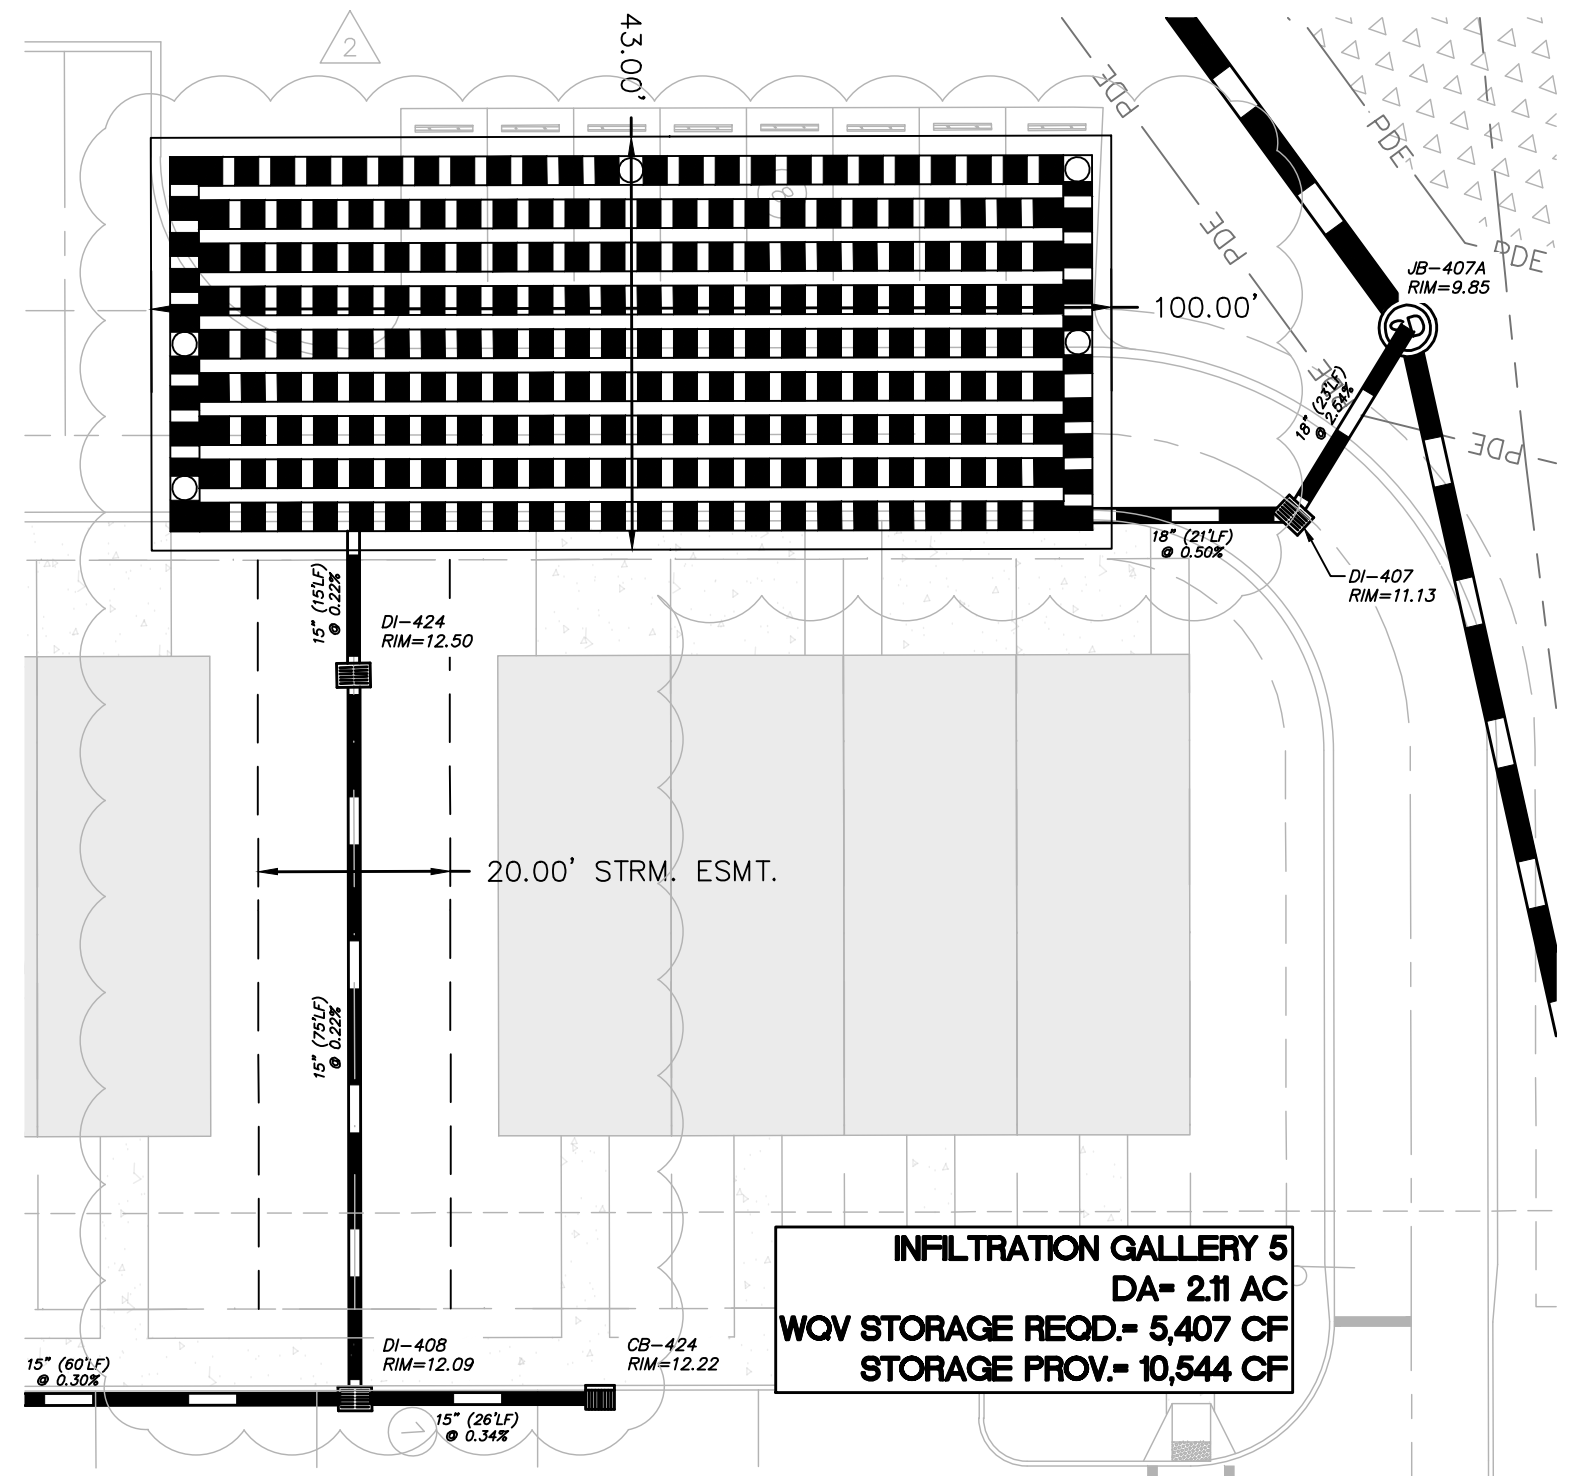 2
43.00'
PDE
PDE
PDE
PDE
8
JB-407A
RIM=9.85
100.00'
18" (23'LF)
@ 2.64%
PDE
PDE
18" (21'LF)
@ 0.50%
DI-407
RIM=11.13
15" (15'LF)
@ 0.22%
DI-424
RIM=12.50
20.00' STRM. ESMT.
15" (75'LF)
@ 0.22%
INFILTRATION GALLERY 5
DA= 2.11 AC
WQV STORAGE REQD.= 5,407 CF
STORAGE PROV.= 10,544 CF
DI-408
RIM=12.09
CB-424
RIM=12.22
15" (60'LF)
@ 0.30%
15" (26'LF)
@ 0.34%